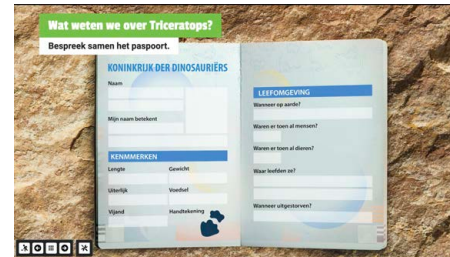 Wat weten we over Triceratops?
Bespreek samen het paspoort.
KONINKRIJK DER DINOSAURIËRS
Naam
Mijn naam betekent
KENMMERKEN
Lengte Gewicht
Uiterlijk Voedsel
Vijand Handtekening
LEEFOMGEVING
Wanneer op aarde?
Waren er toen al mensen?
Waren er toen al dieren?
Waar leefden ze?
Wanneer uitgestorven?